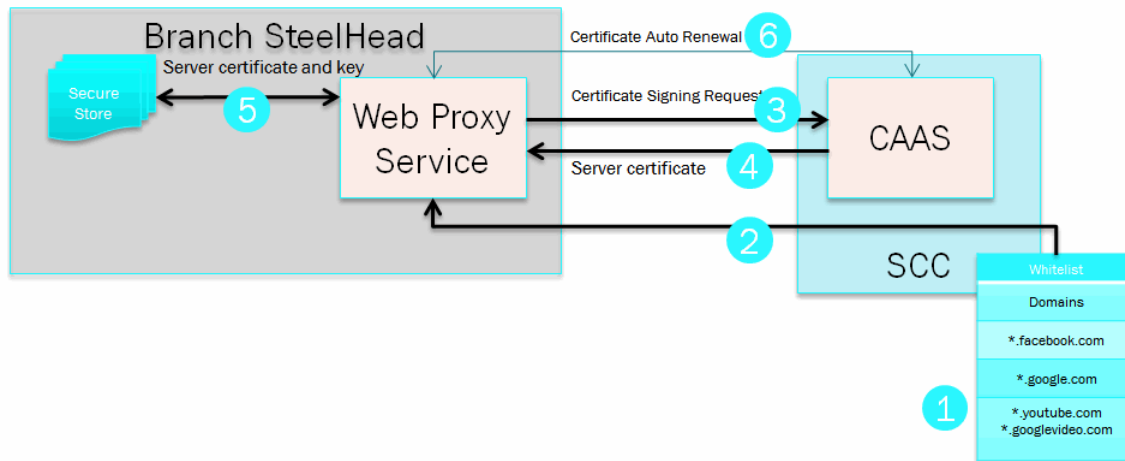 Branch SteelHead
Server certificate and key
Secure
Store
5
Web Proxy
Service
Certificate Auto Renewal
6
Certificate Signing Request
3
Server certificate
4
2
CAAS
SCC
Whitelist
Domains
*.facebook.com
*.google.com
1
*.youtube.com
*.googlevideo.com